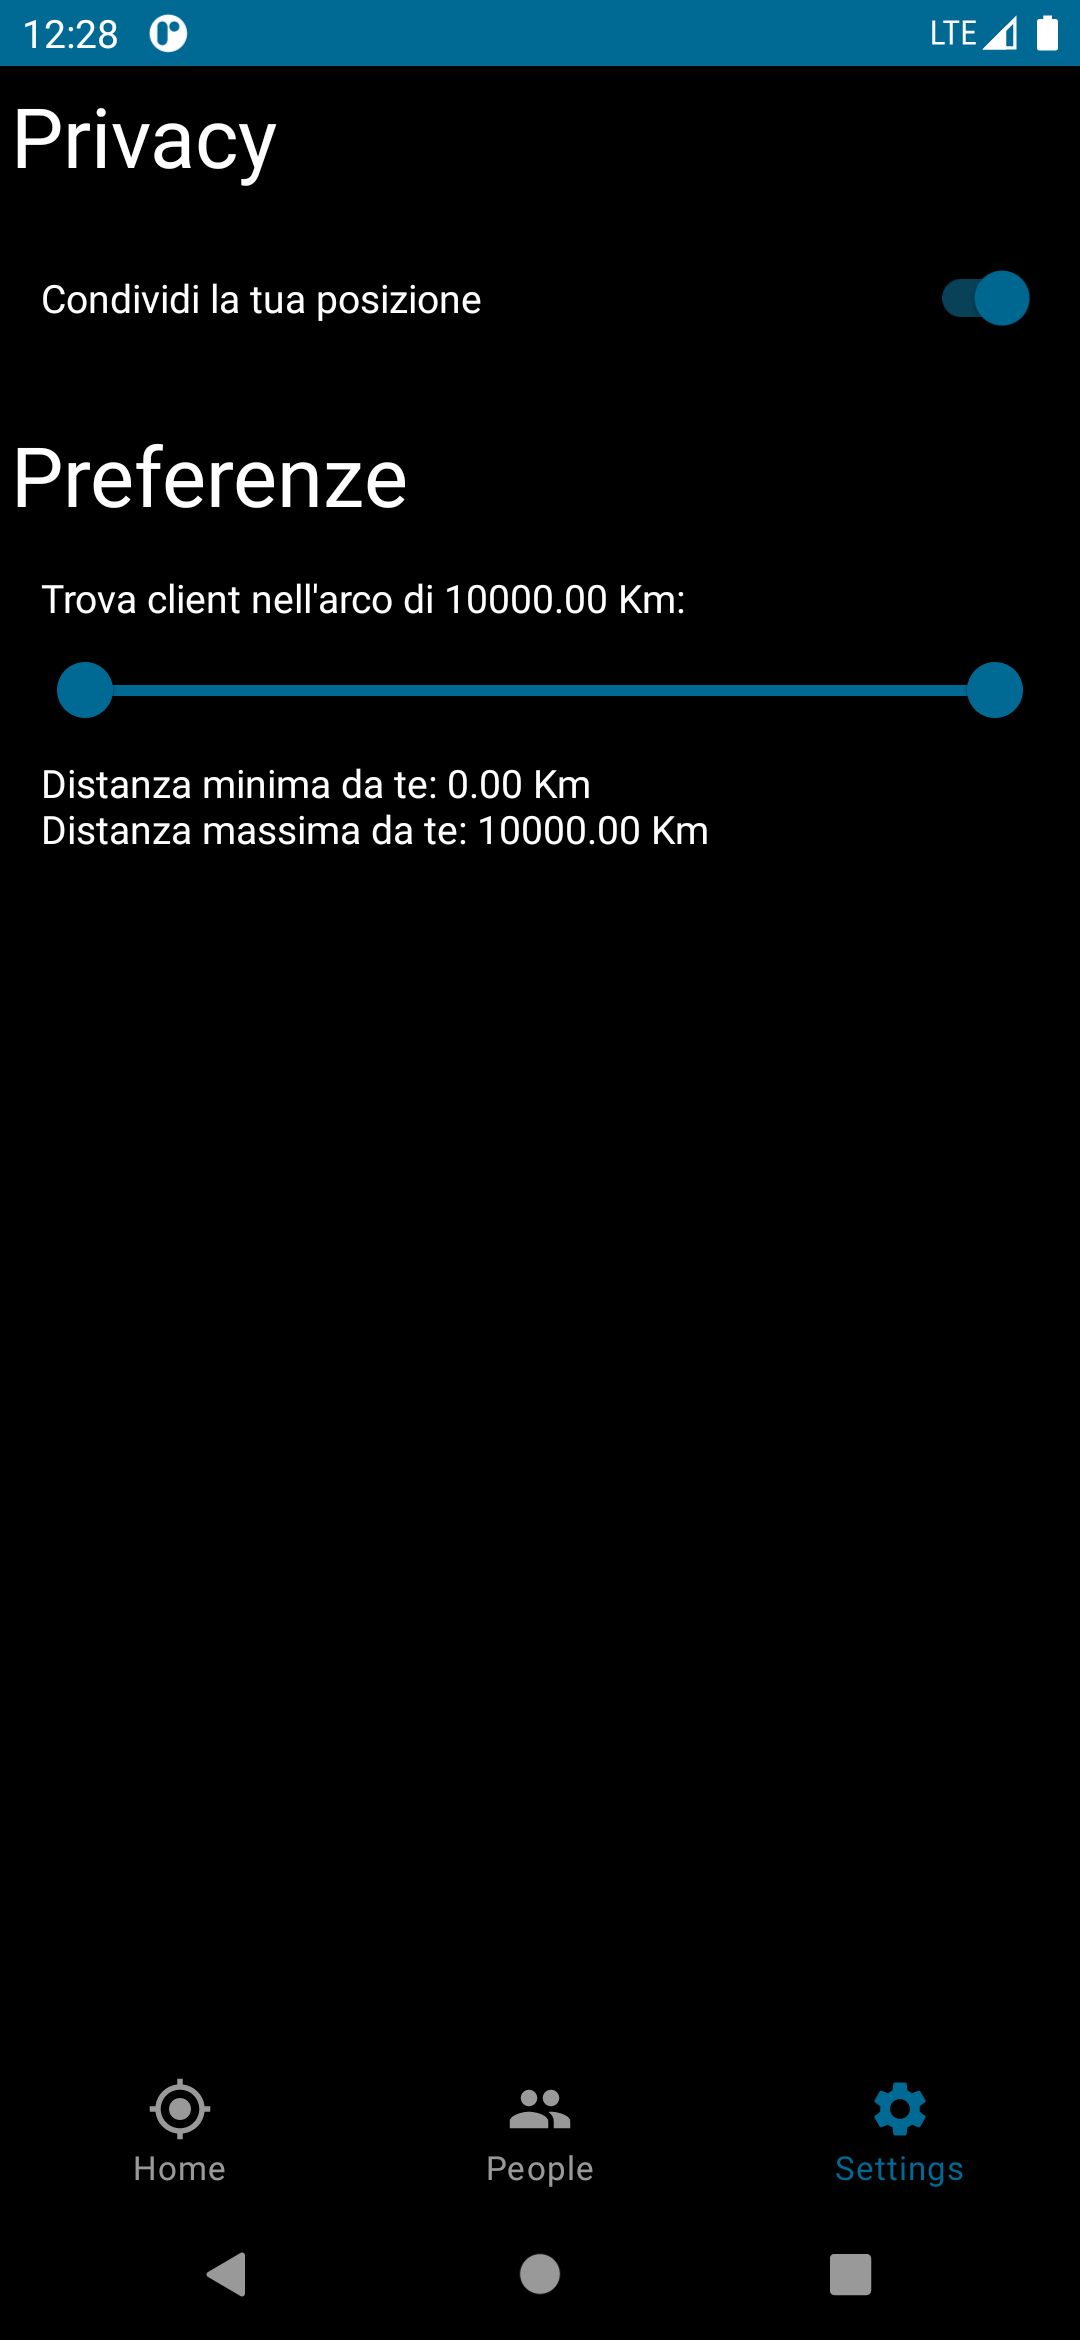 12:28
LTE
Privacy
Condividi la tua posizione
Preferenze
Trova client nell'arco di 10000.00 Km:
Distanza minima da te: 0.00 Km
Distanza massima da te: 10000.00 Km
Home
People
Settings